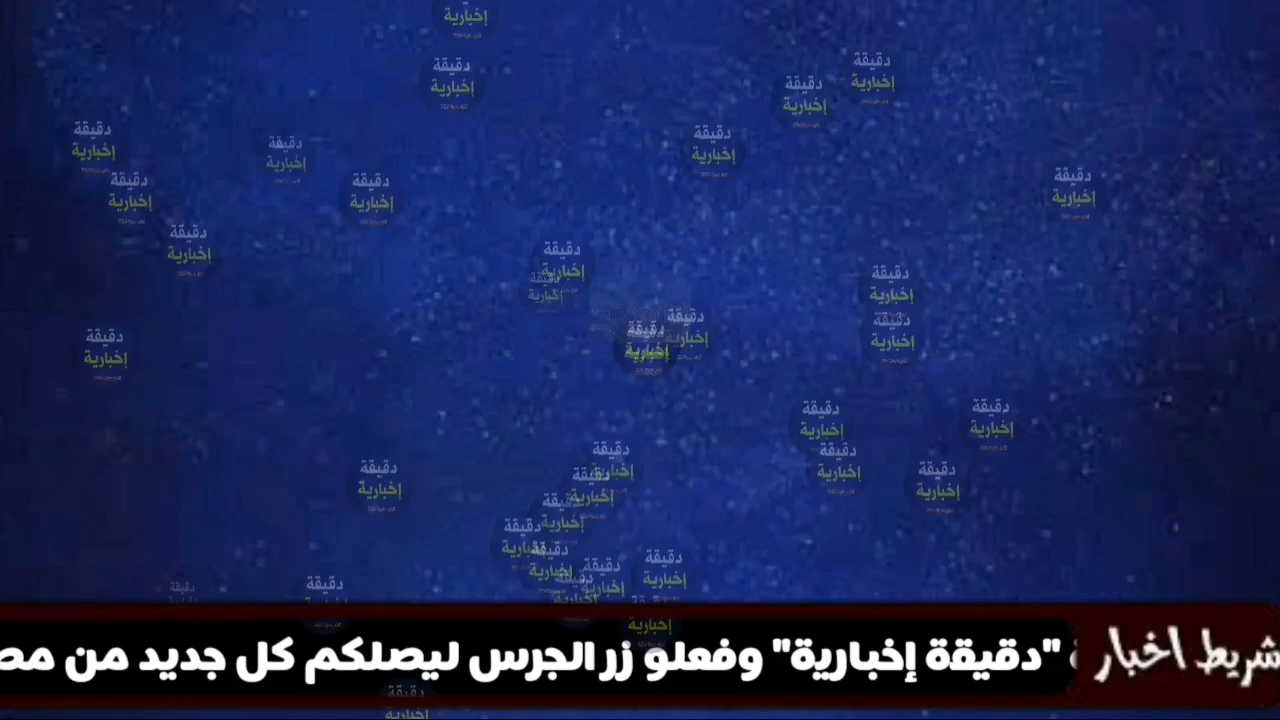 دقيقة
إخبارية
شريط اخبار
"دقيقة إخبارية" وفعلو زر الجرس ليصلكم كل جديد من